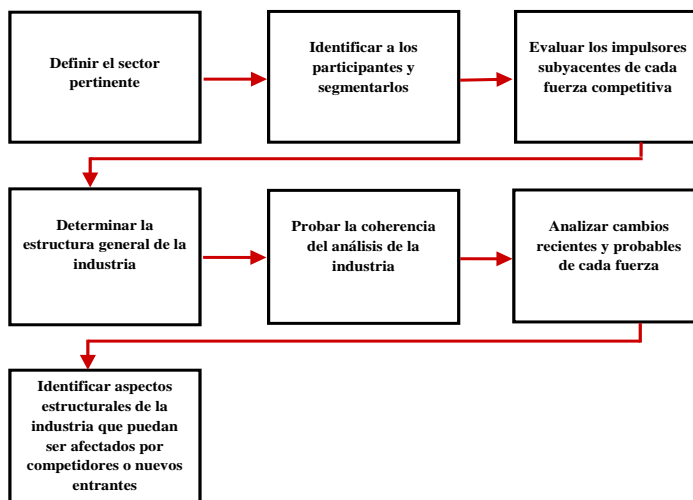 Definir el sector
pertinente
Identificar a los
participantes y
segmentarlos
Evaluar los impulsores
subyacentes de cada
fuerza competitiva
Determinar la
estructura general de la
industria
Probar la coherencia
del análisis de la
industria
Analizar cambios
recientes y probables
de cada fuerza
Identificar aspectos
estructurales de la
industria que puedan
ser afectados por
competidores o nuevos
entrantes